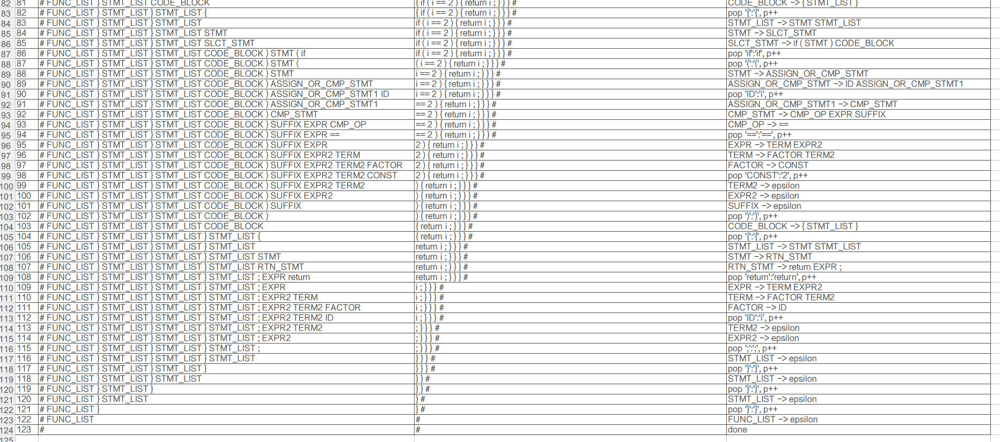 82 81 # FUNC_LIST } STMT_LIST CODE_BLOCK { if ( i == 2 ) { return i ; } } } # CODE_BLOCK -> { STMT_LIST }
83 82 # FUNC_LIST } STMT_LIST } STMT_LIST { { if ( i == 2 ) { return i ; } } } # pop '{':'{', p++
84 83 # FUNC_LIST } STMT_LIST } STMT_LIST if ( i == 2 ) { return i ; } } } # STMT_LIST -> STMT STMT_LIST
85 84 # FUNC_LIST } STMT_LIST } STMT_LIST STMT if ( i == 2 ) { return i ; } } } # STMT -> SLCT_STMT
86 85 # FUNC_LIST } STMT_LIST } STMT_LIST SLCT_STMT if ( i == 2 ) { return i ; } } } # SLCT_STMT -> if ( STMT ) CODE_BLOCK
87 86 # FUNC_LIST } STMT_LIST } STMT_LIST CODE_BLOCK ) STMT ( if if ( i == 2 ) { return i ; } } } # pop 'if':'if', p++
88 87 # FUNC_LIST } STMT_LIST } STMT_LIST CODE_BLOCK ) STMT ( ( i == 2 ) { return i ; } } } # pop '(':'(', p++
89 88 # FUNC_LIST } STMT_LIST } STMT_LIST CODE_BLOCK ) STMT i == 2 ) { return i ; } } } # STMT -> ASSIGN_OR_CMP_STMT
90 89 # FUNC_LIST } STMT_LIST } STMT_LIST CODE_BLOCK ) ASSIGN_OR_CMP_STMT i == 2 ) { return i ; } } } # ASSIGN_OR_CMP_STMT -> ID ASSIGN_OR_CMP_STMT1
91 90 # FUNC_LIST } STMT_LIST } STMT_LIST CODE_BLOCK ) ASSIGN_OR_CMP_STMT1 ID i == 2 ) { return i ; } } } # pop 'ID':'i', p++
92 91 # FUNC_LIST } STMT_LIST } STMT_LIST CODE_BLOCK ) ASSIGN_OR_CMP_STMT1 == 2 ) { return i ; } } } # ASSIGN_OR_CMP_STMT1 -> CMP_STMT
93 92 # FUNC_LIST } STMT_LIST } STMT_LIST CODE_BLOCK ) CMP_STMT == 2 ) { return i ; } } } # CMP_STMT -> CMP_OP EXPR SUFFIX
94 93 # FUNC_LIST } STMT_LIST } STMT_LIST CODE_BLOCK ) SUFFIX EXPR CMP_OP == 2 ) { return i ; } } } # CMP_OP -> ==
95 94 # FUNC_LIST } STMT_LIST } STMT_LIST CODE_BLOCK ) SUFFIX EXPR == == 2 ) { return i ; } } } # pop '==':'==', p++
96 95 # FUNC_LIST } STMT_LIST } STMT_LIST CODE_BLOCK ) SUFFIX EXPR 2 ) { return i ; } } } # EXPR -> TERM EXPR2
97 96 # FUNC_LIST } STMT_LIST } STMT_LIST CODE_BLOCK ) SUFFIX EXPR2 TERM 2 ) { return i ; } } } # TERM -> FACTOR TERM2
98 97 # FUNC_LIST } STMT_LIST } STMT_LIST CODE_BLOCK ) SUFFIX EXPR2 TERM2 FACTOR 2 ) { return i ; } } } # FACTOR -> CONST
99 98 # FUNC_LIST } STMT_LIST } STMT_LIST CODE_BLOCK ) SUFFIX EXPR2 TERM2 CONST 2 ) { return i ; } } } # pop 'CONST':'2', p++
100 99 # FUNC_LIST } STMT_LIST } STMT_LIST CODE_BLOCK ) SUFFIX EXPR2 TERM2 ) { return i ; } } } # TERM2 -> epsilon
101 100 # FUNC_LIST } STMT_LIST } STMT_LIST CODE_BLOCK ) SUFFIX EXPR2 ) { return i ; } } } # EXPR2 -> epsilon
102 101 # FUNC_LIST } STMT_LIST } STMT_LIST CODE_BLOCK ) SUFFIX ) { return i ; } } } # SUFFIX -> epsilon
103 102 # FUNC_LIST } STMT_LIST } STMT_LIST CODE_BLOCK ) ) { return i ; } } } # pop ')':')', p++
104 103 # FUNC_LIST } STMT_LIST } STMT_LIST CODE_BLOCK { return i ; } } } # CODE_BLOCK -> { STMT_LIST }
105 104 # FUNC_LIST } STMT_LIST } STMT_LIST } STMT_LIST { { return i ; } } } # pop '{':'{', p++
106 105 # FUNC_LIST } STMT_LIST } STMT_LIST } STMT_LIST return i ; } } } # STMT_LIST -> STMT STMT_LIST
107 106 # FUNC_LIST } STMT_LIST } STMT_LIST } STMT_LIST STMT return i ; } } } # STMT -> RTN_STMT
108 107 # FUNC_LIST } STMT_LIST } STMT_LIST } STMT_LIST RTN_STMT return i ; } } } # RTN_STMT -> return EXPR ;
109 108 # FUNC_LIST } STMT_LIST } STMT_LIST } STMT_LIST ; EXPR return return i ; } } } # pop 'return':'return', p++
110 109 # FUNC_LIST } STMT_LIST } STMT_LIST } STMT_LIST ; EXPR i ; } } } # EXPR -> TERM EXPR2
111 110 # FUNC_LIST } STMT_LIST } STMT_LIST } STMT_LIST ; EXPR2 TERM i ; } } } # TERM -> FACTOR TERM2
112 111 # FUNC_LIST } STMT_LIST } STMT_LIST } STMT_LIST ; EXPR2 TERM2 FACTOR i ; } } } # FACTOR -> ID
113 112 # FUNC_LIST } STMT_LIST } STMT_LIST } STMT_LIST ; EXPR2 TERM2 ID i ; } } } # pop 'ID':'i', p++
114 113 # FUNC_LIST } STMT_LIST } STMT_LIST } STMT_LIST ; EXPR2 TERM2 ; } } } # TERM2 -> epsilon
115 114 # FUNC_LIST } STMT_LIST } STMT_LIST } STMT_LIST ; EXPR2 ; } } } # EXPR2 -> epsilon
116 115 # FUNC_LIST } STMT_LIST } STMT_LIST } STMT_LIST ; ; } } } # pop ';':';', p++
117 116 # FUNC_LIST } STMT_LIST } STMT_LIST } STMT_LIST } } } # STMT_LIST -> epsilon
118 117 # FUNC_LIST } STMT_LIST } STMT_LIST } } } } # pop '}':'}', p++
119 118 # FUNC_LIST } STMT_LIST } STMT_LIST } } # STMT_LIST -> epsilon
120 119 # FUNC_LIST } STMT_LIST } } } # pop '}':'}', p++
121 120 # FUNC_LIST } STMT_LIST } # STMT_LIST -> epsilon
122 121 # FUNC_LIST } } # pop '}':'}', p++
123 122 # FUNC_LIST # FUNC_LIST -> epsilon
124 123 # # done
125